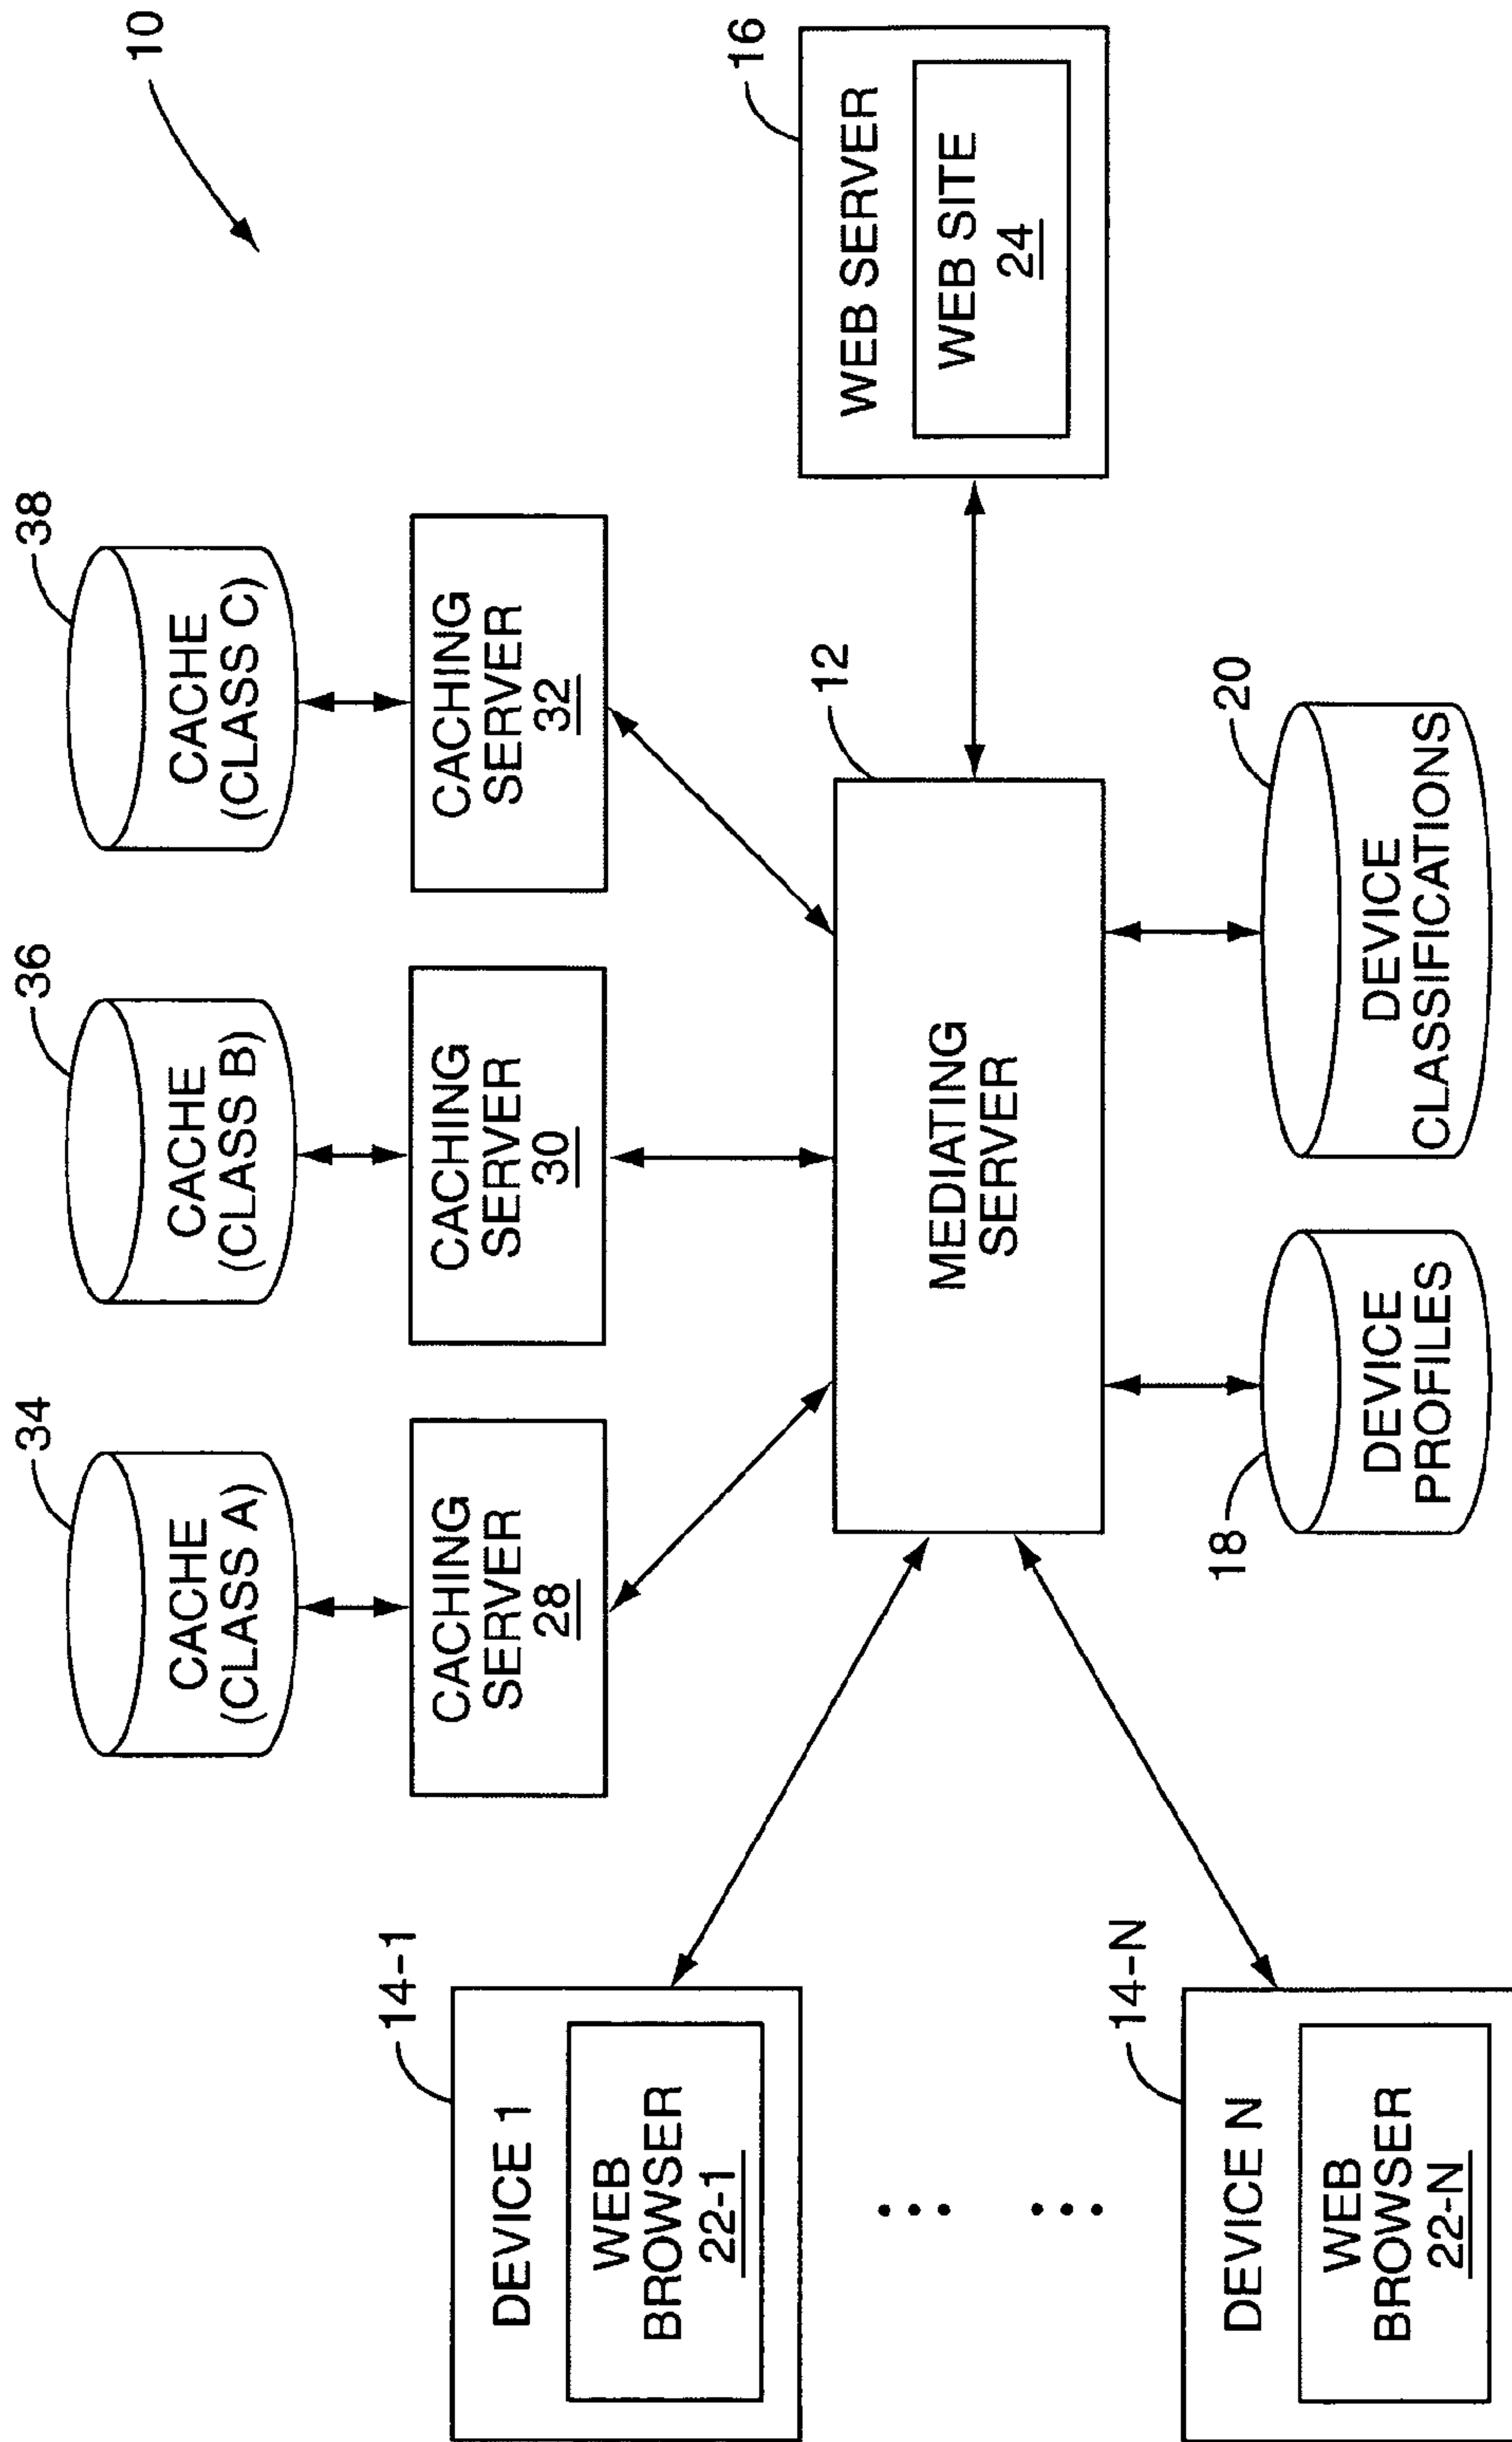 10
34
36
38
CACHE
(CLASS A)
CACHE
(CLASS B)
CACHE
(CLASS C)
CACHING
SERVER
28
CACHING
SERVER
30
CACHING
SERVER
32
14-1
DEVICE 1
WEB
BROWSER
22-1
12
MEDIATING
SERVER
16
WEB SERVER
WEB SITE
24
14-N
DEVICE N
WEB
BROWSER
22-N
18
DEVICE
PROFILES
20
DEVICE
CLASSIFICATIONS